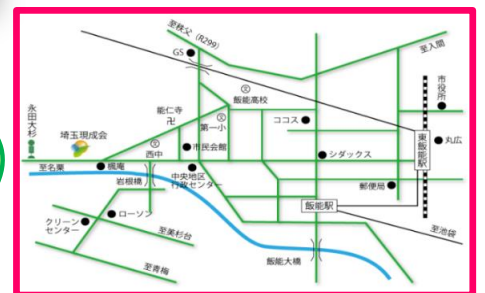 至秩父（R299）
GS
至入間
文
飯能高校
市役所
永田大杉
能仁寺
卍
文
第一小
ココス
埼玉現成会
文
西中
市民会館
東飯能駅
丸広
シダックス
至名栗
楓庵
岩根橋
中央地区
行政センター
郵便局
飯能駅
ローソン
クリーン
センター
至美杉台
至池袋
飯能大橋
至青梅